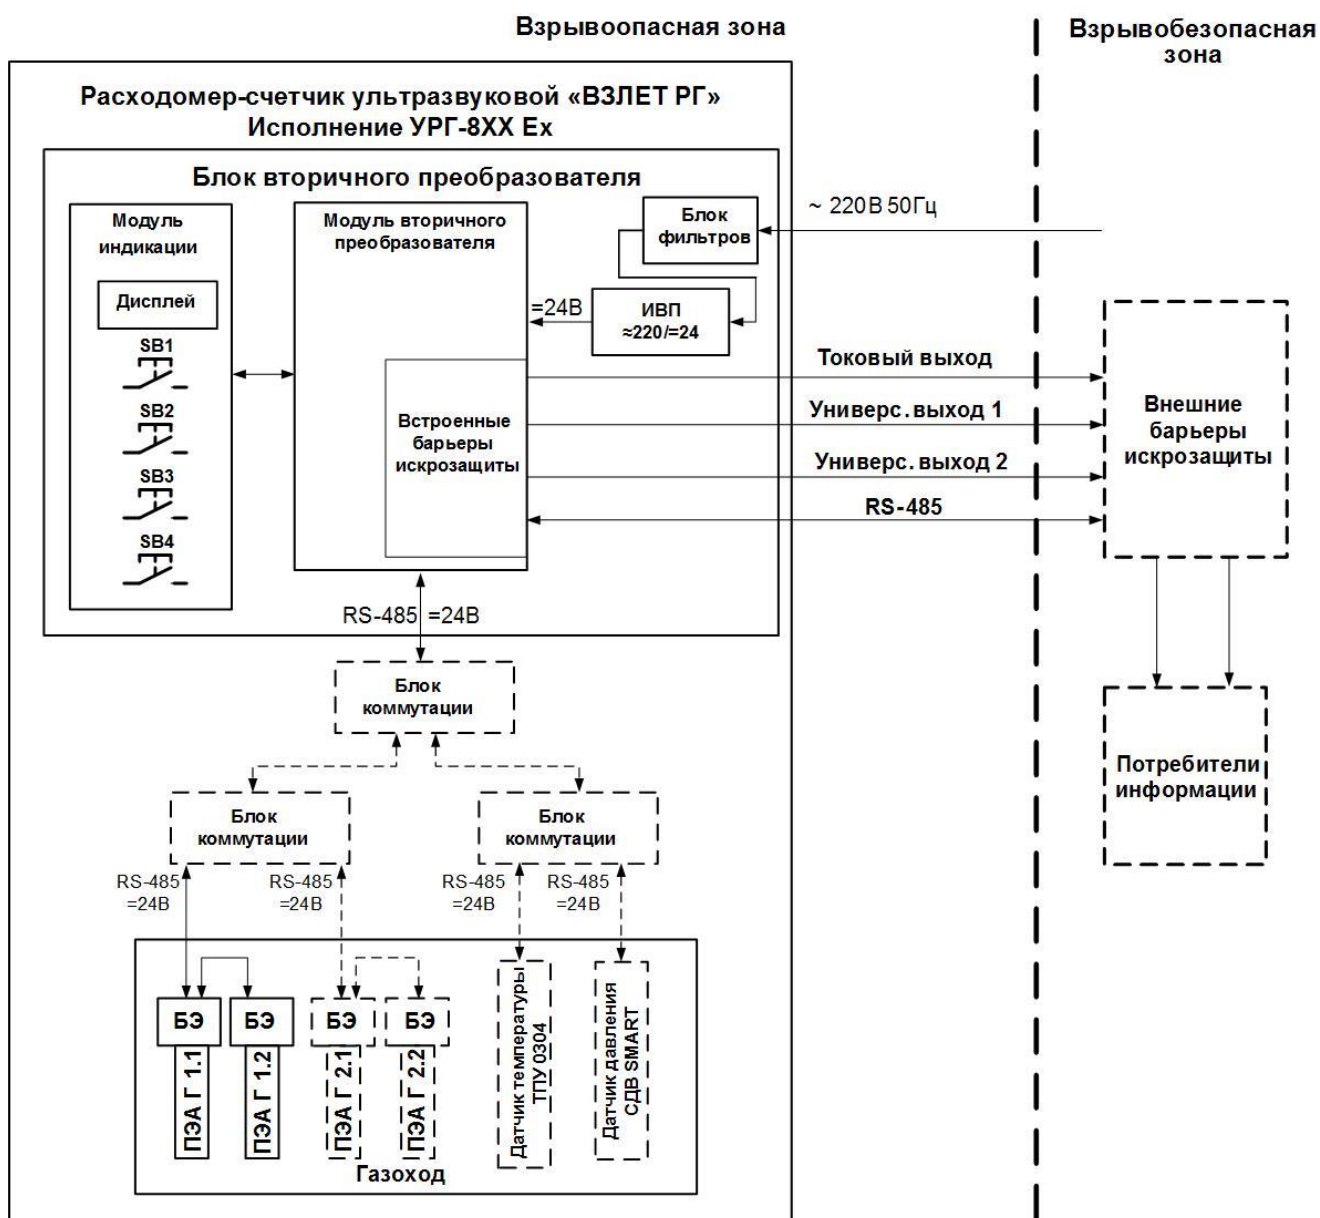 Взрывоопасная зона
Взрывобезопасная
зона
Расходомер-счетчик ультразвуковой «ВЗЛЕТ РГ»
Исполнение УРГ-8ХХ Ех
Блок вторичного преобразователя
Модуль
индикации
Дисплей
SB1
SB2
SB3
SB4
Модуль вторичного
преобразователя
Встроенные
барьеры
искрозащиты
Блок
фильтров
~ 220В 50Гц
=24В
ИВП
≈220/=24
Токовый выход
Универс. выход 1
Универс. выход 2
RS-485
Внешние
барьеры
искрозащиты
Потребители
информации
RS-485 =24В
Блок
коммутации
Блок
коммутации
Блок
коммутации
RS-485
=24В
RS-485
=24В
RS-485
=24В
RS-485
=24В
БЭ
БЭ
БЭ
БЭ
ПЭА Г 1.1
ПЭА Г 1.2
ПЭА Г 2.1
ПЭА Г 2.2
Датчик температуры
ТПУ 0304
Датчик давления
СДВ SMART
Газоход